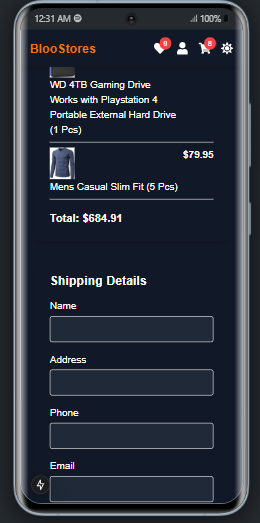 12:31 AM
100%
BlooStores
9
8
WD 4TB Gaming Drive
Works with Playstation 4
Portable External Hard Drive
(1 Pcs)
$79.95
Mens Casual Slim Fit (5 Pcs)
Total: $684.91
Shipping Details
Name
Address
Phone
Email